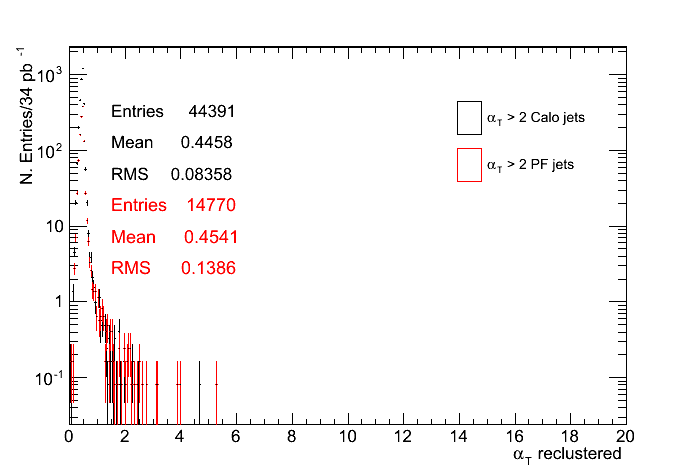 N. Entries/34 pb⁻¹
10³
10²
10
1
10⁻¹
Entries 44391
Mean 0.4458
RMS 0.08358
Entries 14770
Mean 0.4541
RMS 0.1386
α_T > 2 Calo jets
α_T > 2 PF jets
0 2 4 6 8 10 12 14 16 18 20
α_T reclustered